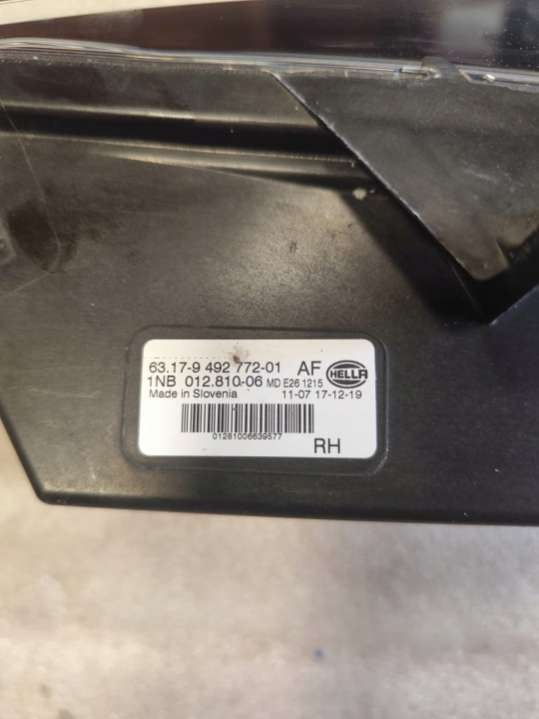 63.17-9 492 772-01 AF HELLA
1NB 012.810-06 MD E26 1215
Made in Slovenia 11-07 17-12-19
01281006639577
RH